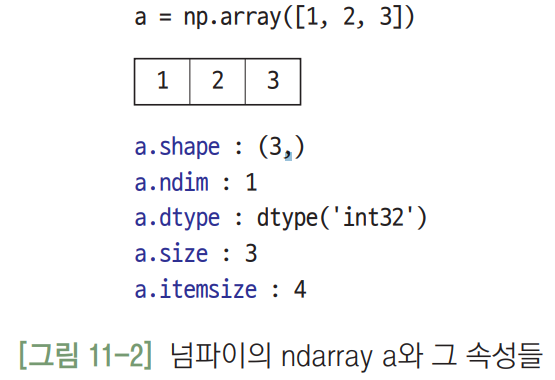 a = np.array([1, 2, 3])
1 2 3
a.shape : (3,)
a.ndim : 1
a.dtype : dtype('int32')
a.size : 3
a.itemsize : 4
[그림 11-2] 넘파이의 ndarray a와 그 속성들